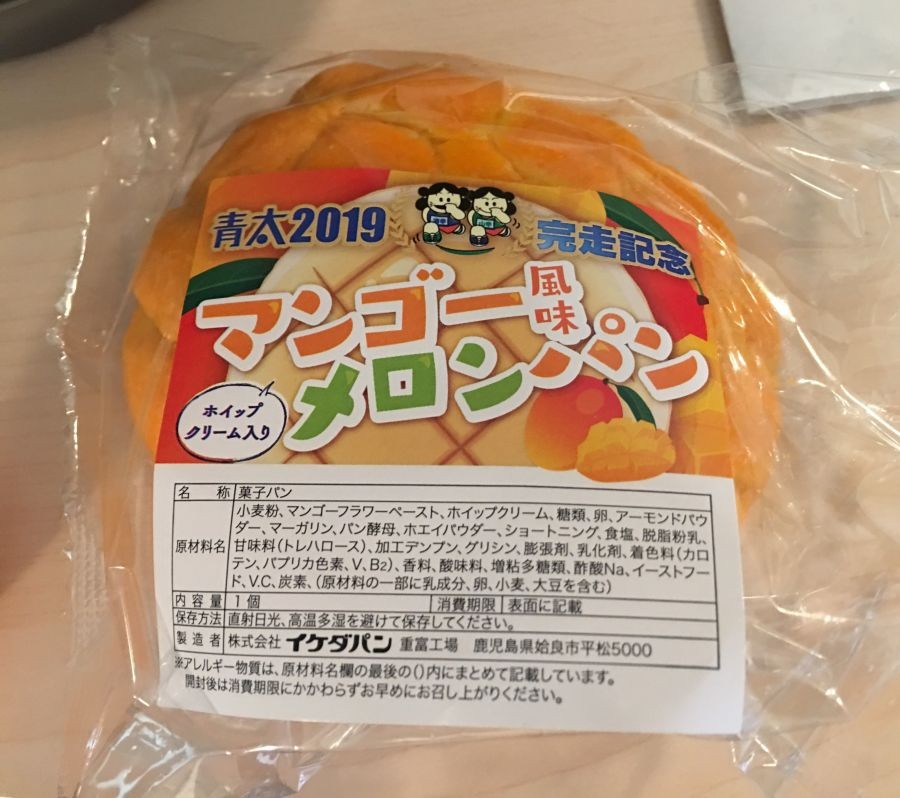 青太2019 完走記念
マンゴー風味
メロンパン
ホイップ
クリーム入り
名 称 菓子パン
原材料名 小麦粉、マンゴーフラワーペースト、ホイップクリーム、糖類、卵、アーモンドパウ
ダー、マーガリン、パン酵母、ホエイパウダー、ショートニング、食塩、脱脂粉乳、
甘味料(トレハロース)、加工デンプン、グリシン、膨張剤、乳化剤、着色料(カロ
テン、パプリカ色素、V.B2)、香料、酸味料、増粘多糖類、酢酸Na、イーストフー
ド、V.C、炭素、(原材料の一部に乳成分、卵、小麦、大豆を含む)
内容量 1個 消費期限 表面に記載
保存方法 直射日光、高温多湿を避けて保存してください。
製造者 株式会社イケダパン 重富工場 鹿児島県姶良市平松5000
※アレルギー物質は、原材料名欄の最後の()内にまとめて記載しています。
開封後は消費期限にかかわらずお早めにお召し上がりください。